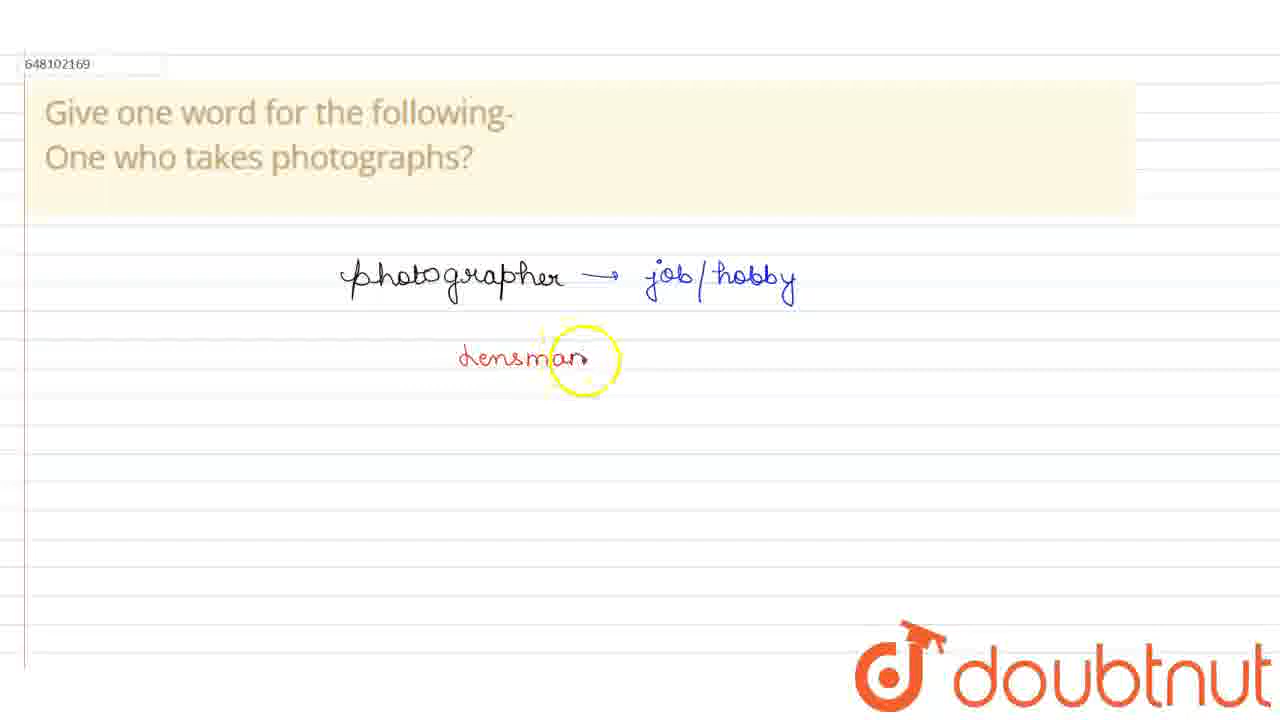 648102169
Give one word for the following-
One who takes photographs?
photographer → job/hobby
Lensman
doubtnut